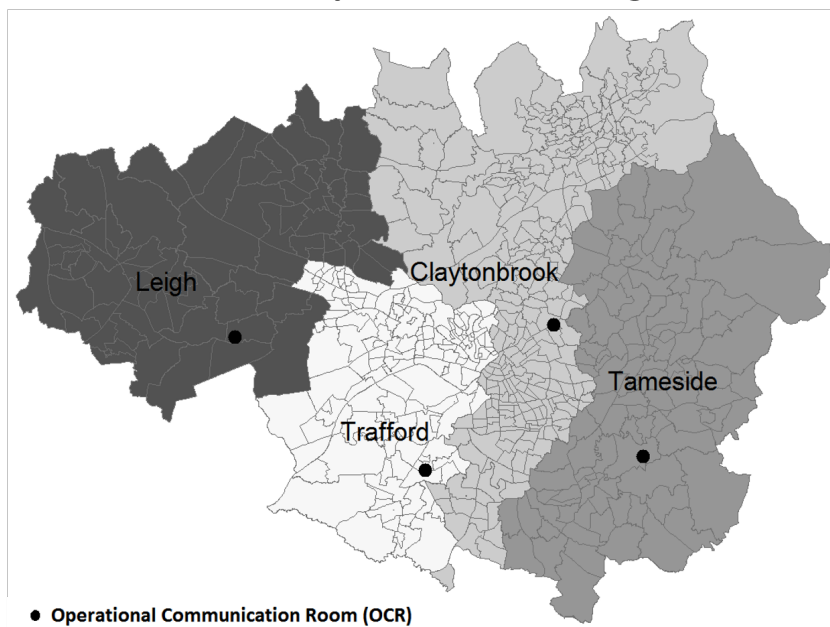 Leigh
Claytonbrook
Tameside
Trafford
Operational Communication Room (OCR)